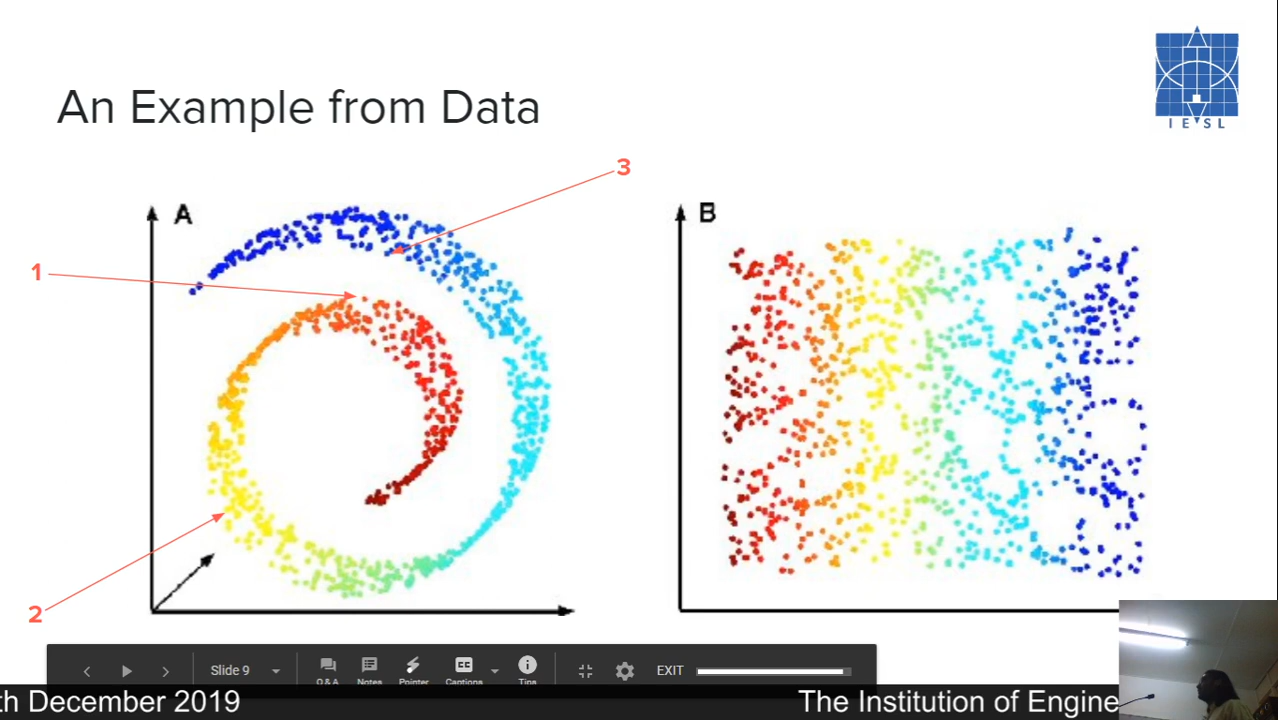 An Example from Data
IESL
3
A
B
1
2
Slide 9
Q & A
Notes
Pointer
Captions
Tips
EXIT
th December 2019
The Institution of Engine